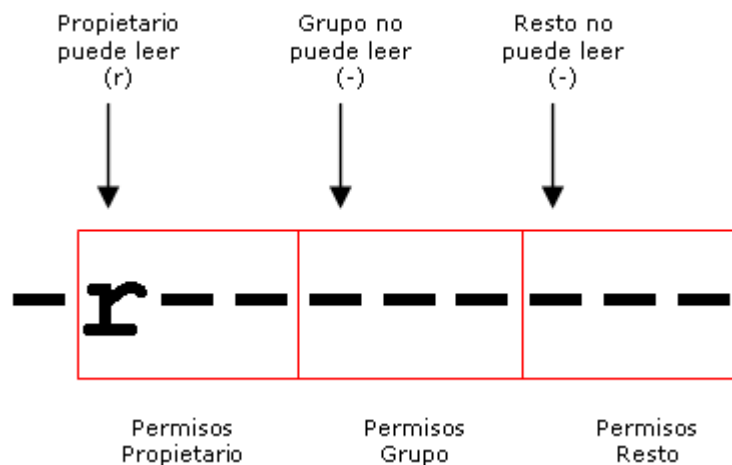 Propietario
puede leer
(r)
Grupo no
puede leer
(-)
Resto no
puede leer
(-)
-r--------
Permisos
Propietario
Permisos
Grupo
Permisos
Resto